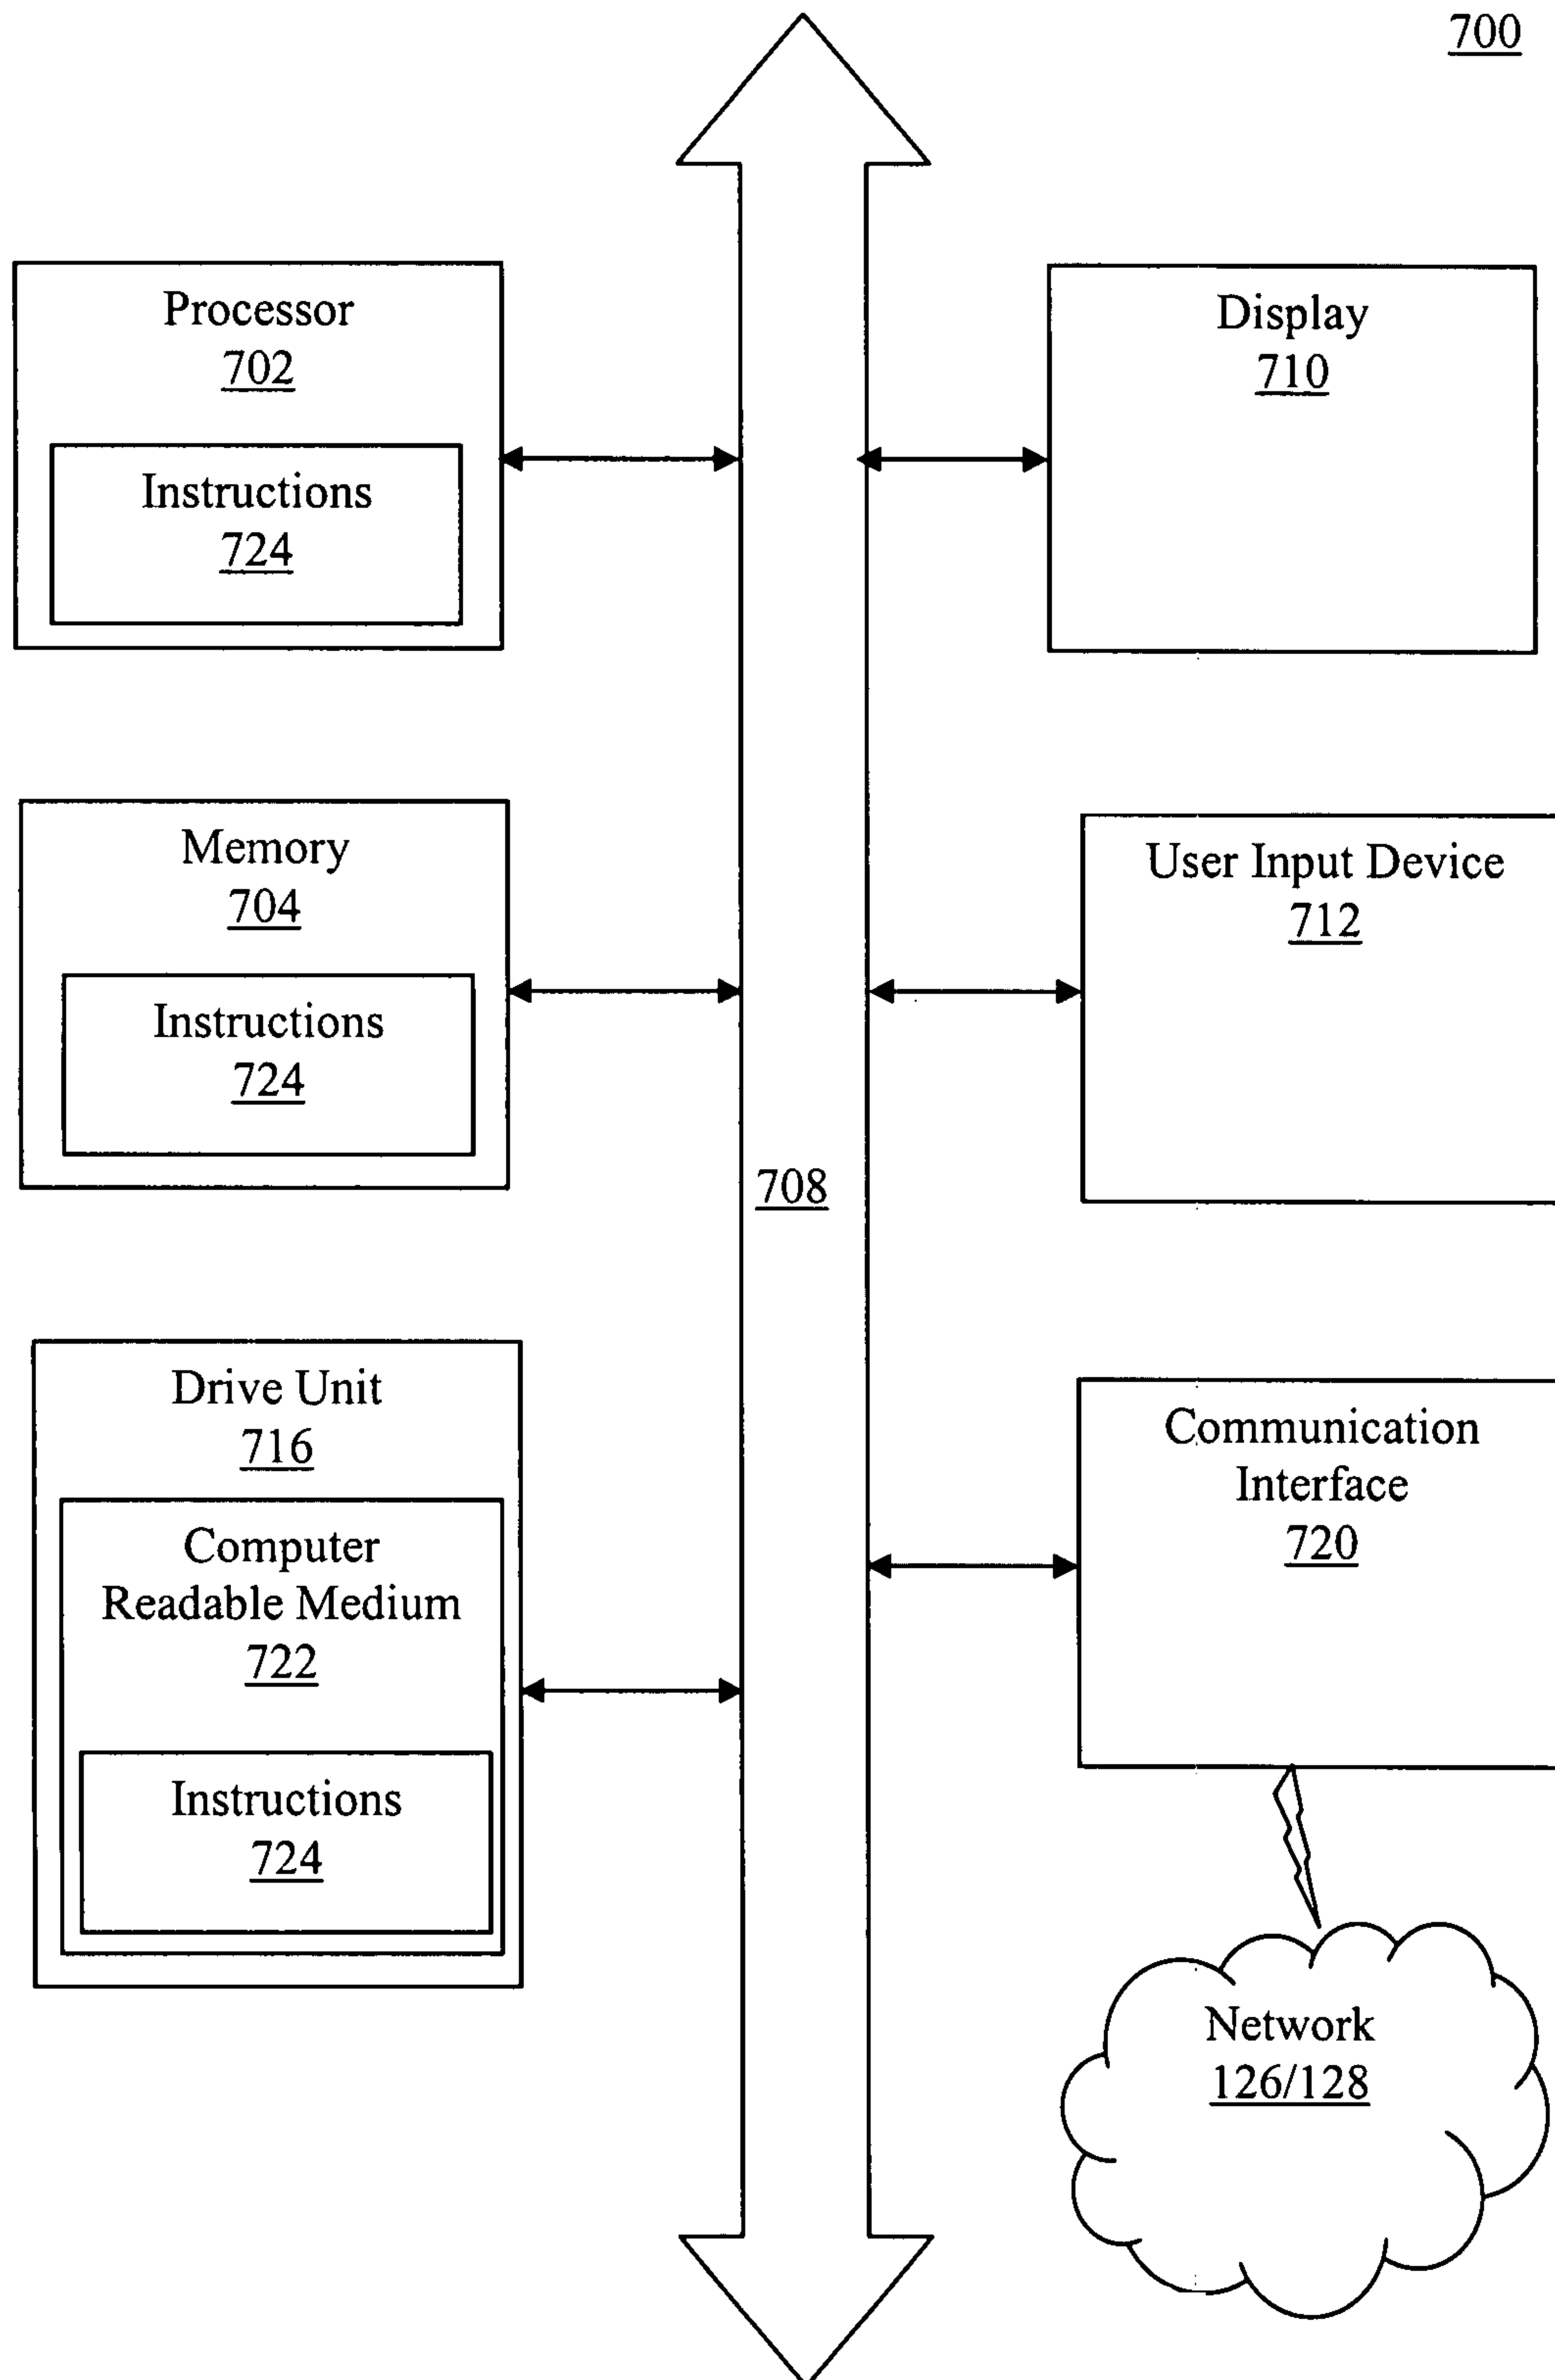 700
Processor
702
Instructions
724
Display
710
Memory
704
Instructions
724
User Input Device
712
708
Drive Unit
716
Computer
Readable Medium
722
Instructions
724
Communication
Interface
720
Network
126/128